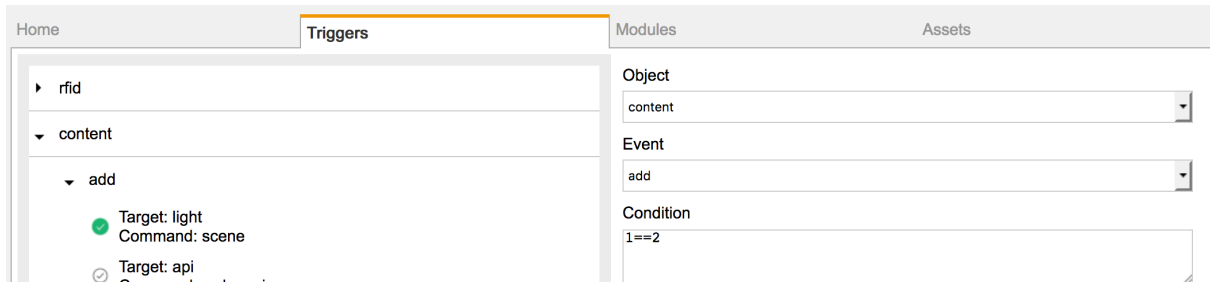 Home
Triggers
Modules
Assets
rfid
content
add
Target: light
Command: scene
Target: api
Object
content
Event
add
Condition
1==2